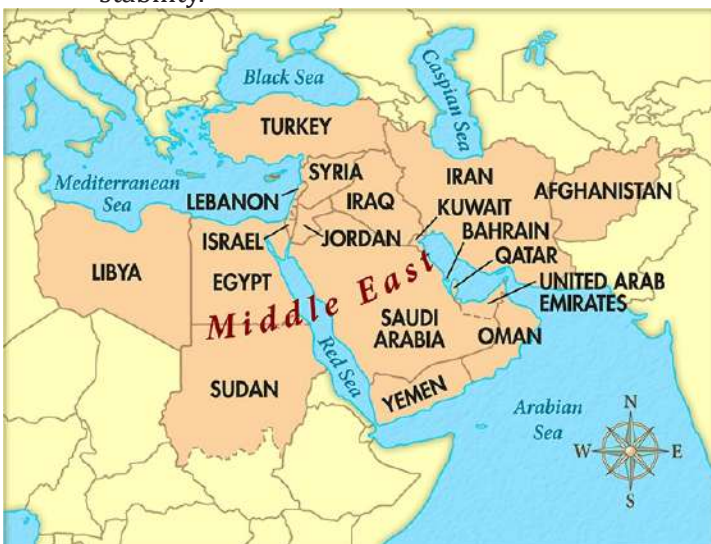 stability.
Black Sea
Caspian Sea
TURKEY
Mediterranean
Sea
SYRIA
LEBANON
IRAQ
IRAN
AFGHANISTAN
KUWAIT
BAHRAIN
QATAR
ISRAEL
JORDAN
LIBYA
EGYPT
UNITED ARAB
EMIRATES
Middle East
SAUDI
ARABIA
OMAN
Red Sea
SUDAN
YEMEN
Arabian
Sea
N
W
E
S